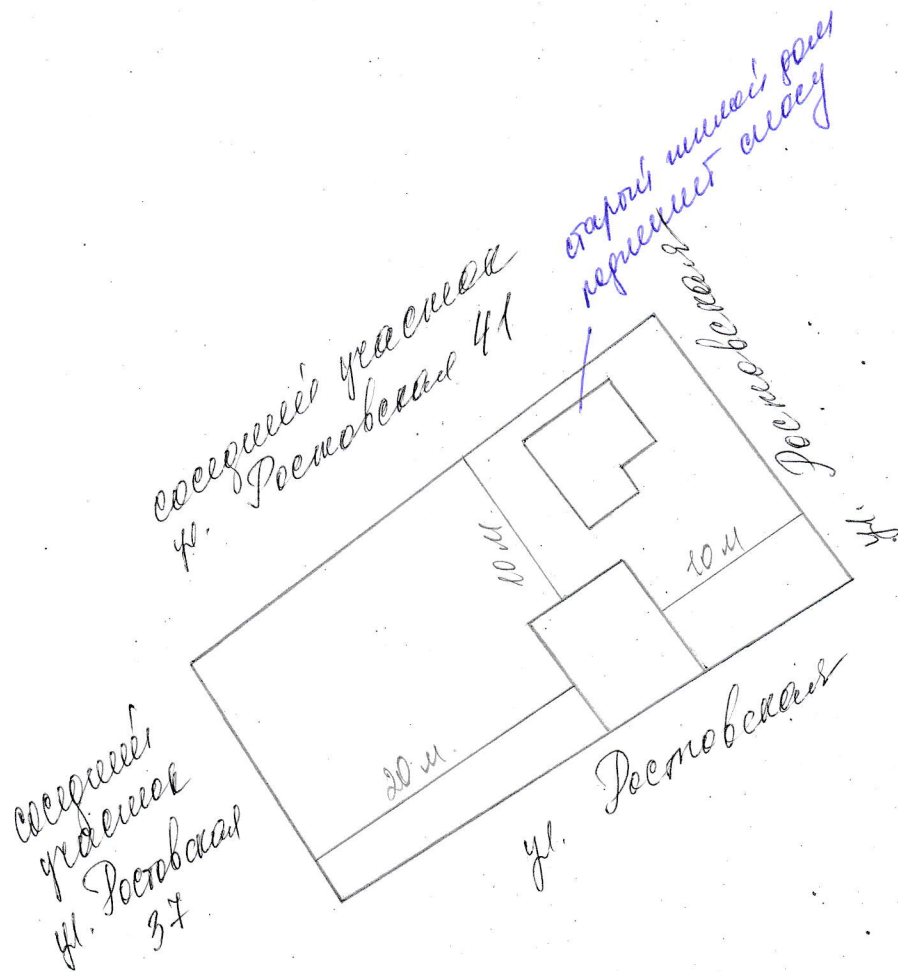 старый жилой дом
подлежит сносу
соседний участок
ул. Ростовская 41
ул. Ростовская
10 м.
10 м
20 м.
соседний
участок
ул. Ростовская
37
ул. Ростовская